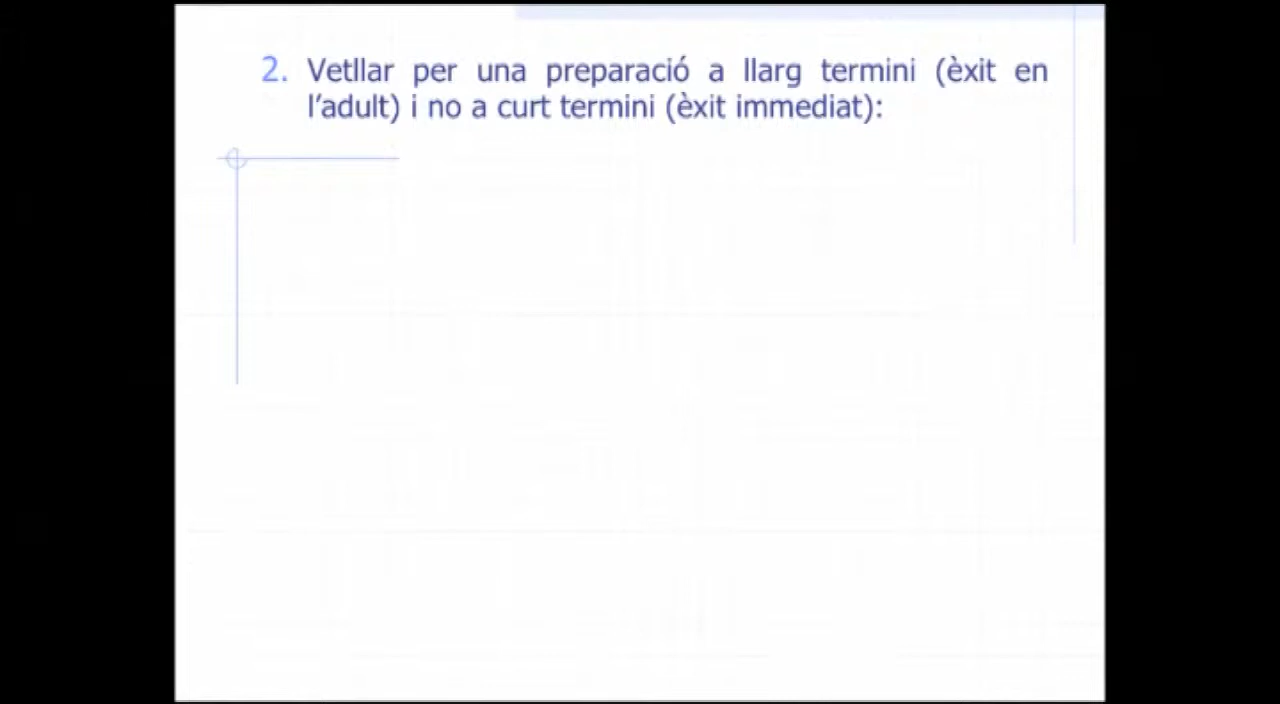 2. Vetllar per una preparació a llarg termini (èxit en
l'adult) i no a curt termini (èxit immediat):